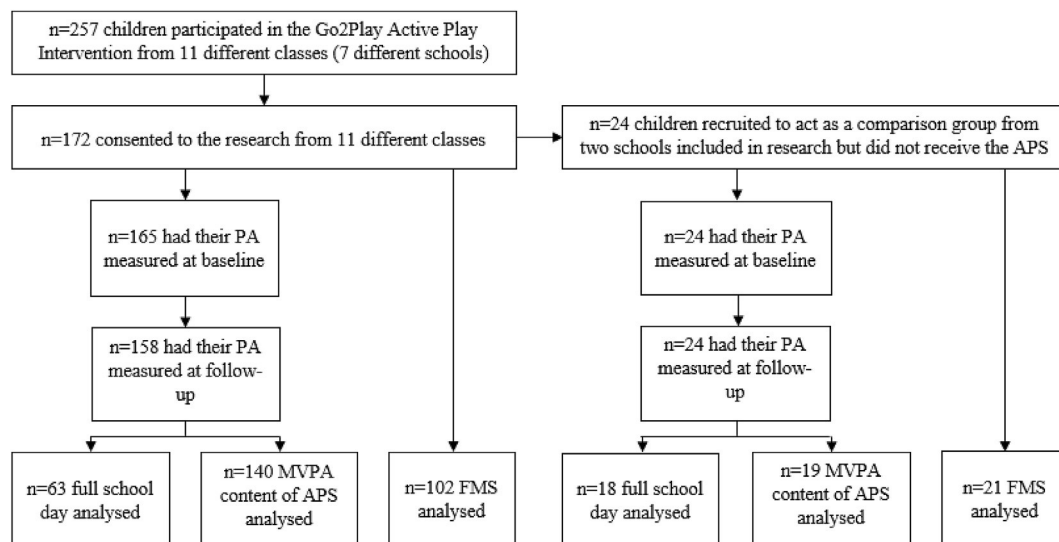 n=257 children participated in the Go2Play Active Play
Intervention from 11 different classes (7 different schools)
n=172 consented to the research from 11 different classes
n=24 children recruited to act as a comparison group from
two schools included in research but did not receive the APS
n=165 had their PA
measured at baseline
n=24 had their PA
measured at baseline
n=158 had their PA
measured at follow-
up
n=24 had their PA
measured at follow-
up
n=63 full school
day analysed
n=140 MVPA
content of APS
analysed
n=102 FMS
analysed
n=18 full school
day analysed
n=19 MVPA
content of APS
analysed
n=21 FMS
analysed